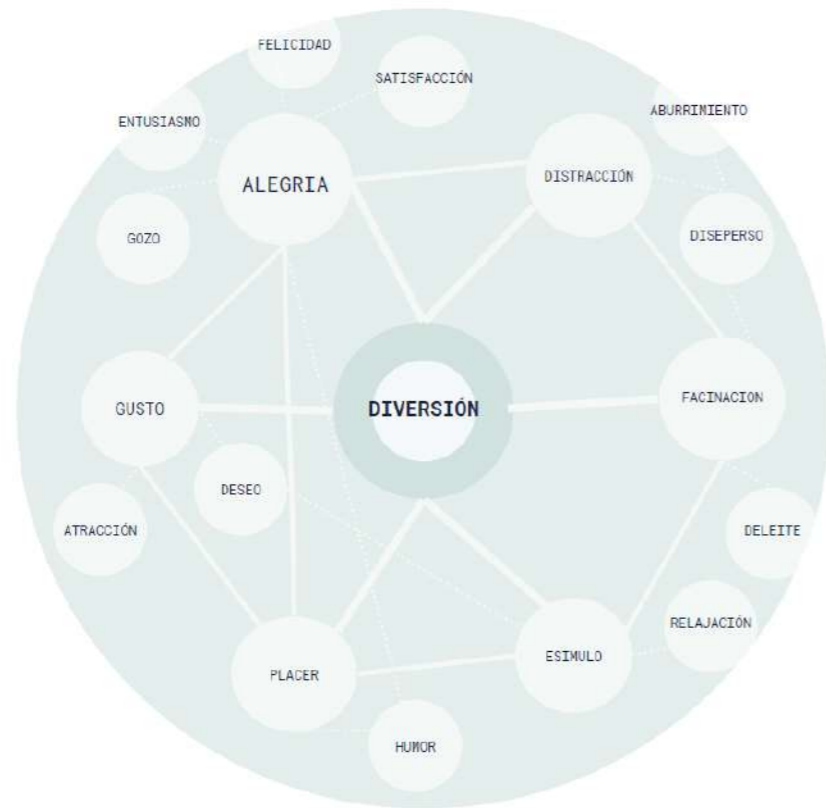 FELICIDAD
SATISFACCIÓN
ABURRIMIENTO
ENTUSIASMO
DISTRACCIÓN
ALEGRIA
DISEPERSO
GOZO
FACINACION
GUSTO
DIVERSIÓN
DESEO
ATRACCIÓN
DELEITE
RELAJACIÓN
ESIMULO
PLACER
HUMOR